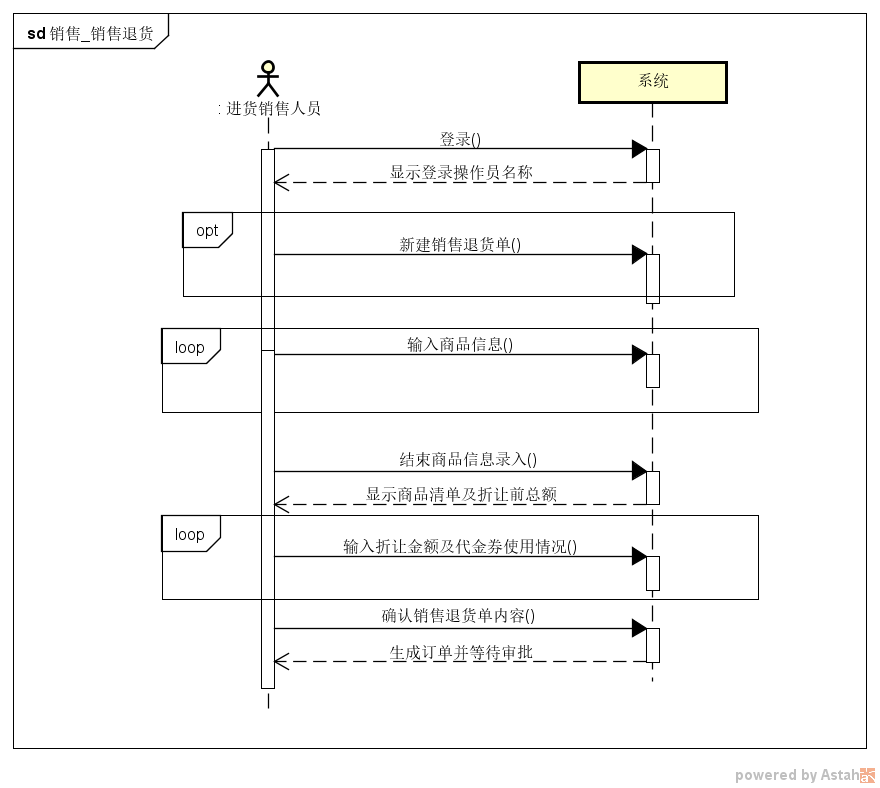 sd 销售_销售退货
系统
: 进货销售人员
登录()
显示登录操作员名称
opt
新建销售退货单()
loop
输入商品信息()
结束商品信息录入()
显示商品清单及折让前总额
loop
输入折让金额及代金券使用情况()
确认销售退货单内容()
生成订单并等待审批
powered by Astah